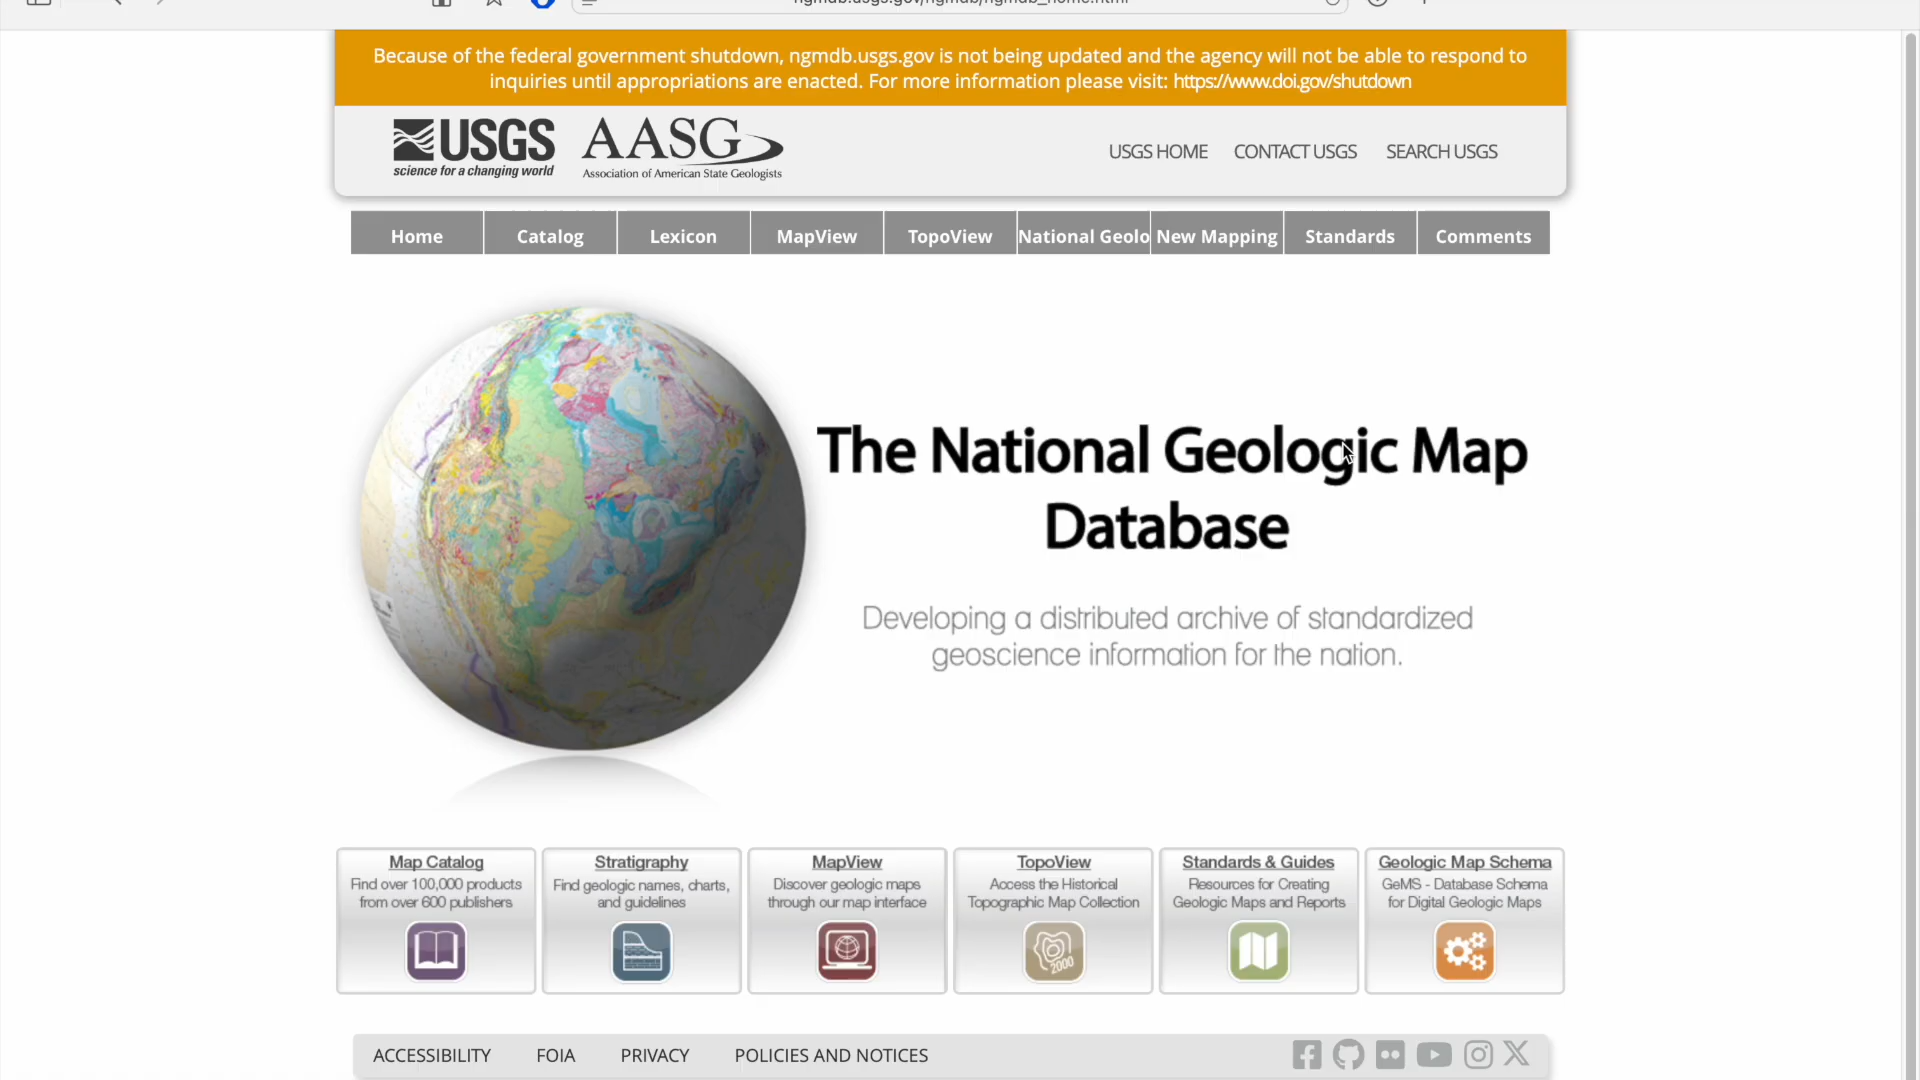 ngmdb.usgs.gov/ngmdb/ngmdb_home.html
Because of the federal government shutdown, ngmdb.usgs.gov is not being updated and the agency will not be able to respond to
inquiries until appropriations are enacted. For more information please visit: https://www.doi.gov/shutdown
USGS
science for a changing world
AASG
Association of American State Geologists
USGS HOME CONTACT USGS SEARCH USGS
Home Catalog Lexicon MapView TopoView National Geolo New Mapping Standards Comments
The National Geologic Map
Database
Developing a distributed archive of standardized
geoscience information for the nation.
Map Catalog
Find over 100,000 products
from over 600 publishers
Stratigraphy
Find geologic names, charts,
and guidelines
MapView
Discover geologic maps
through our map interface
TopoView
Access the Historical
Topographic Map Collection
2000
Standards & Guides
Resources for Creating
Geologic Maps and Reports
Geologic Map Schema
GeMS - Database Schema
for Digital Geologic Maps
ACCESSIBILITY FOIA PRIVACY POLICIES AND NOTICES